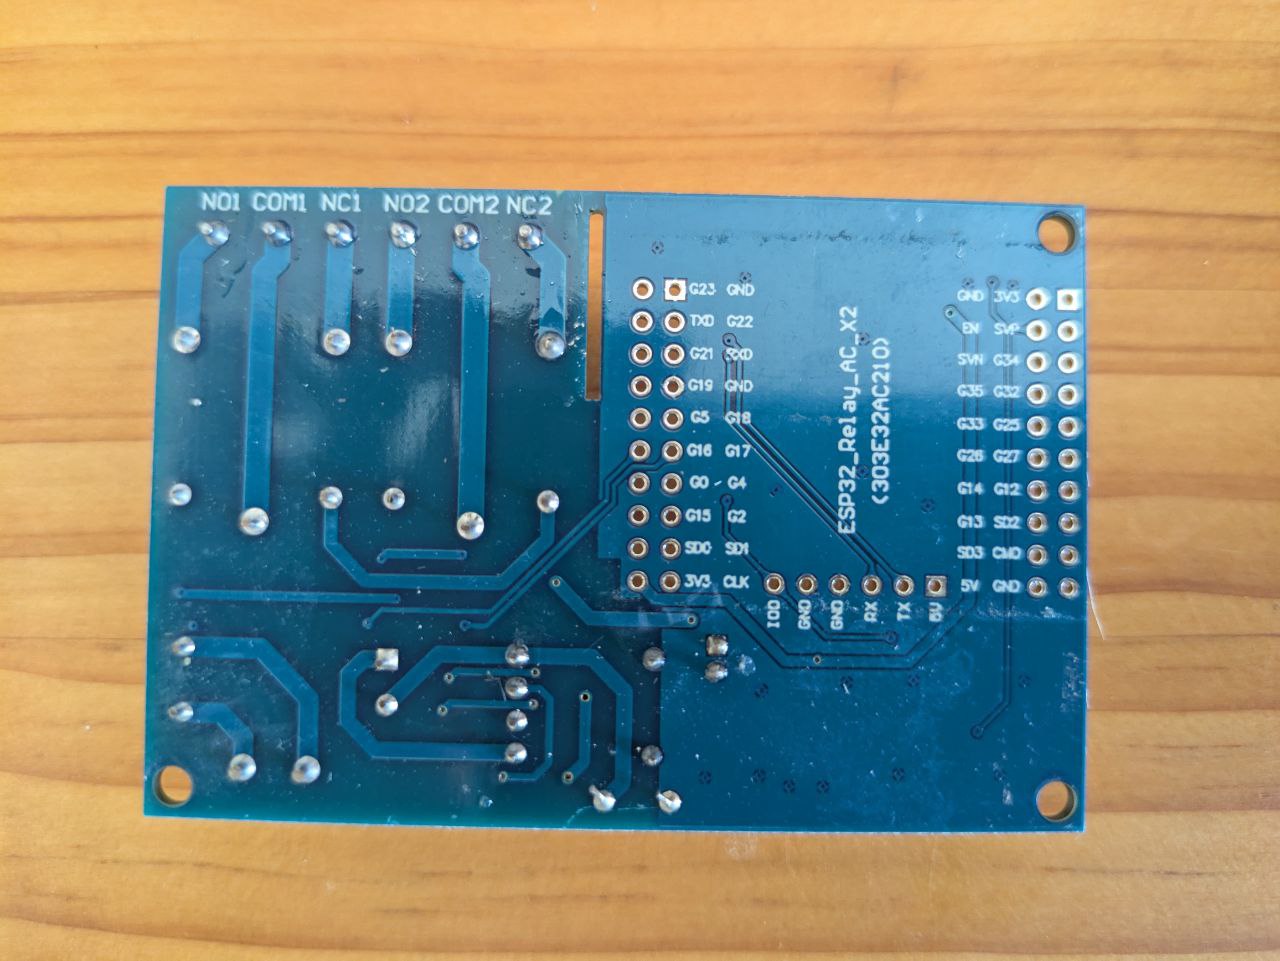 NO1 COM1 NC1 NO2 COM2 NC2
G23 GND
TXD G22
G21 RXD
G19 GND
G5 G18
G16 G17
G0 G4
G15 G2
SD0 SD1
3V3 CLK
ESP32_Relay_AC_X2
(303E32AC210)
GND 3V3
EN SVP
SVN G34
G35 G32
G33 G25
G26 G27
G14 G12
G13 SD2
SD3 CMD
5V GND
IO0
GND
GND
RX
TX
5V